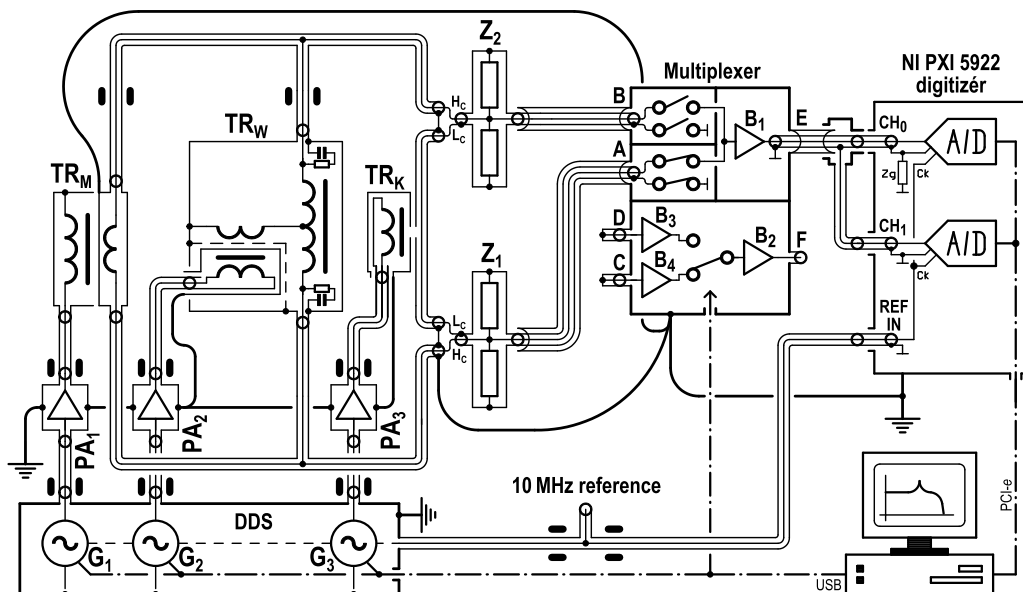 Z2
HC
LC
Multiplexer
NI PXI 5922
digitizér
B
B1
E
CH0
A/D
Zg
Ck
TRW
TRM
TRK
A
D
B3
B2
F
C
B4
CH1
A/D
Ck
Z1
LC
HC
REF
IN
PA1
PA2
PA3
10 MHz reference
DDS
PCI-e
G1
G2
G3
USB